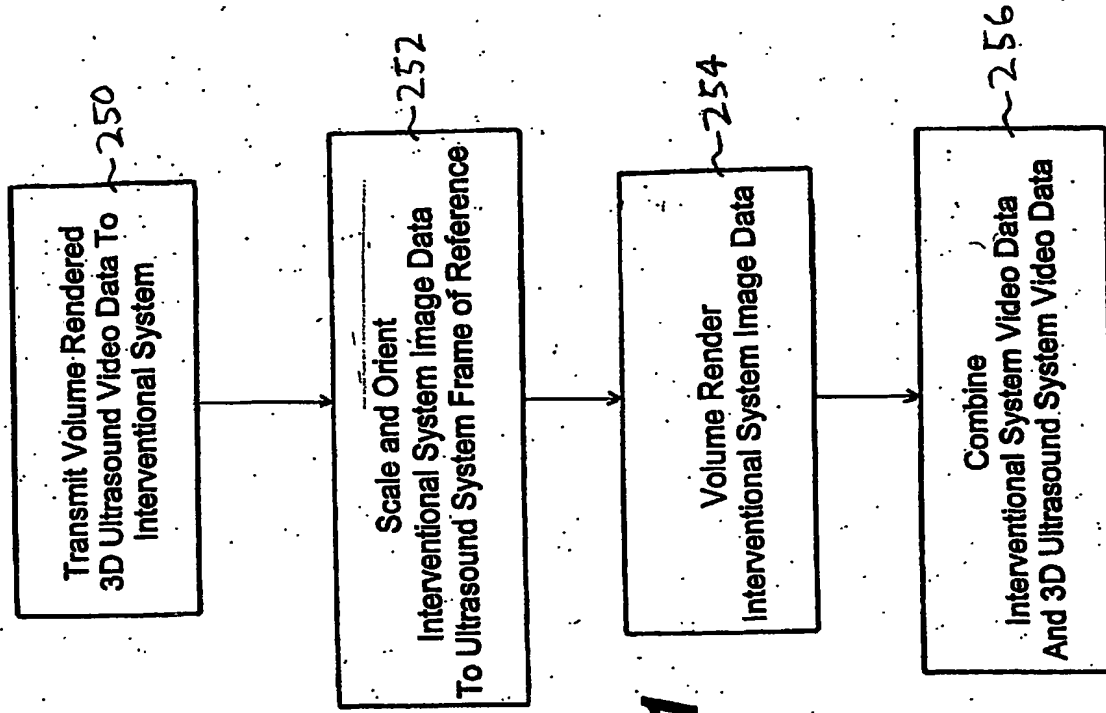 Transmit Volume Rendered
3D Ultrasound Video Data To
Interventional System
~250
Scale and Orient
Interventional System Image Data
To Ultrasound System Frame of Reference
~252
Volume Render
Interventional System Image Data
~254
Combine
Interventional System Video Data
And 3D Ultrasound System Video Data
~256